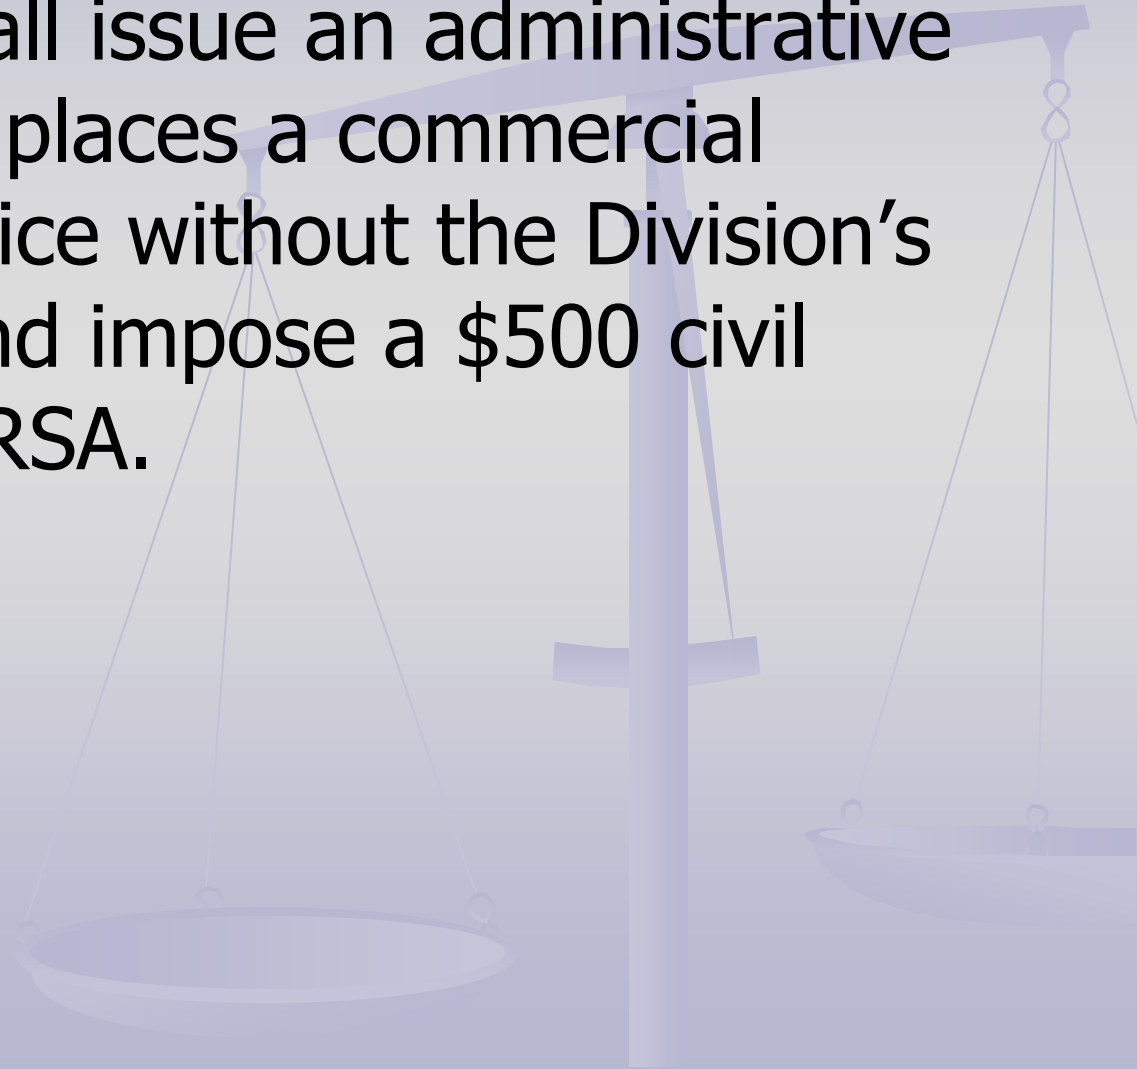 all issue an administrative
places a commercial
ice without the Division’s
nd impose a $500 civil
RSA.